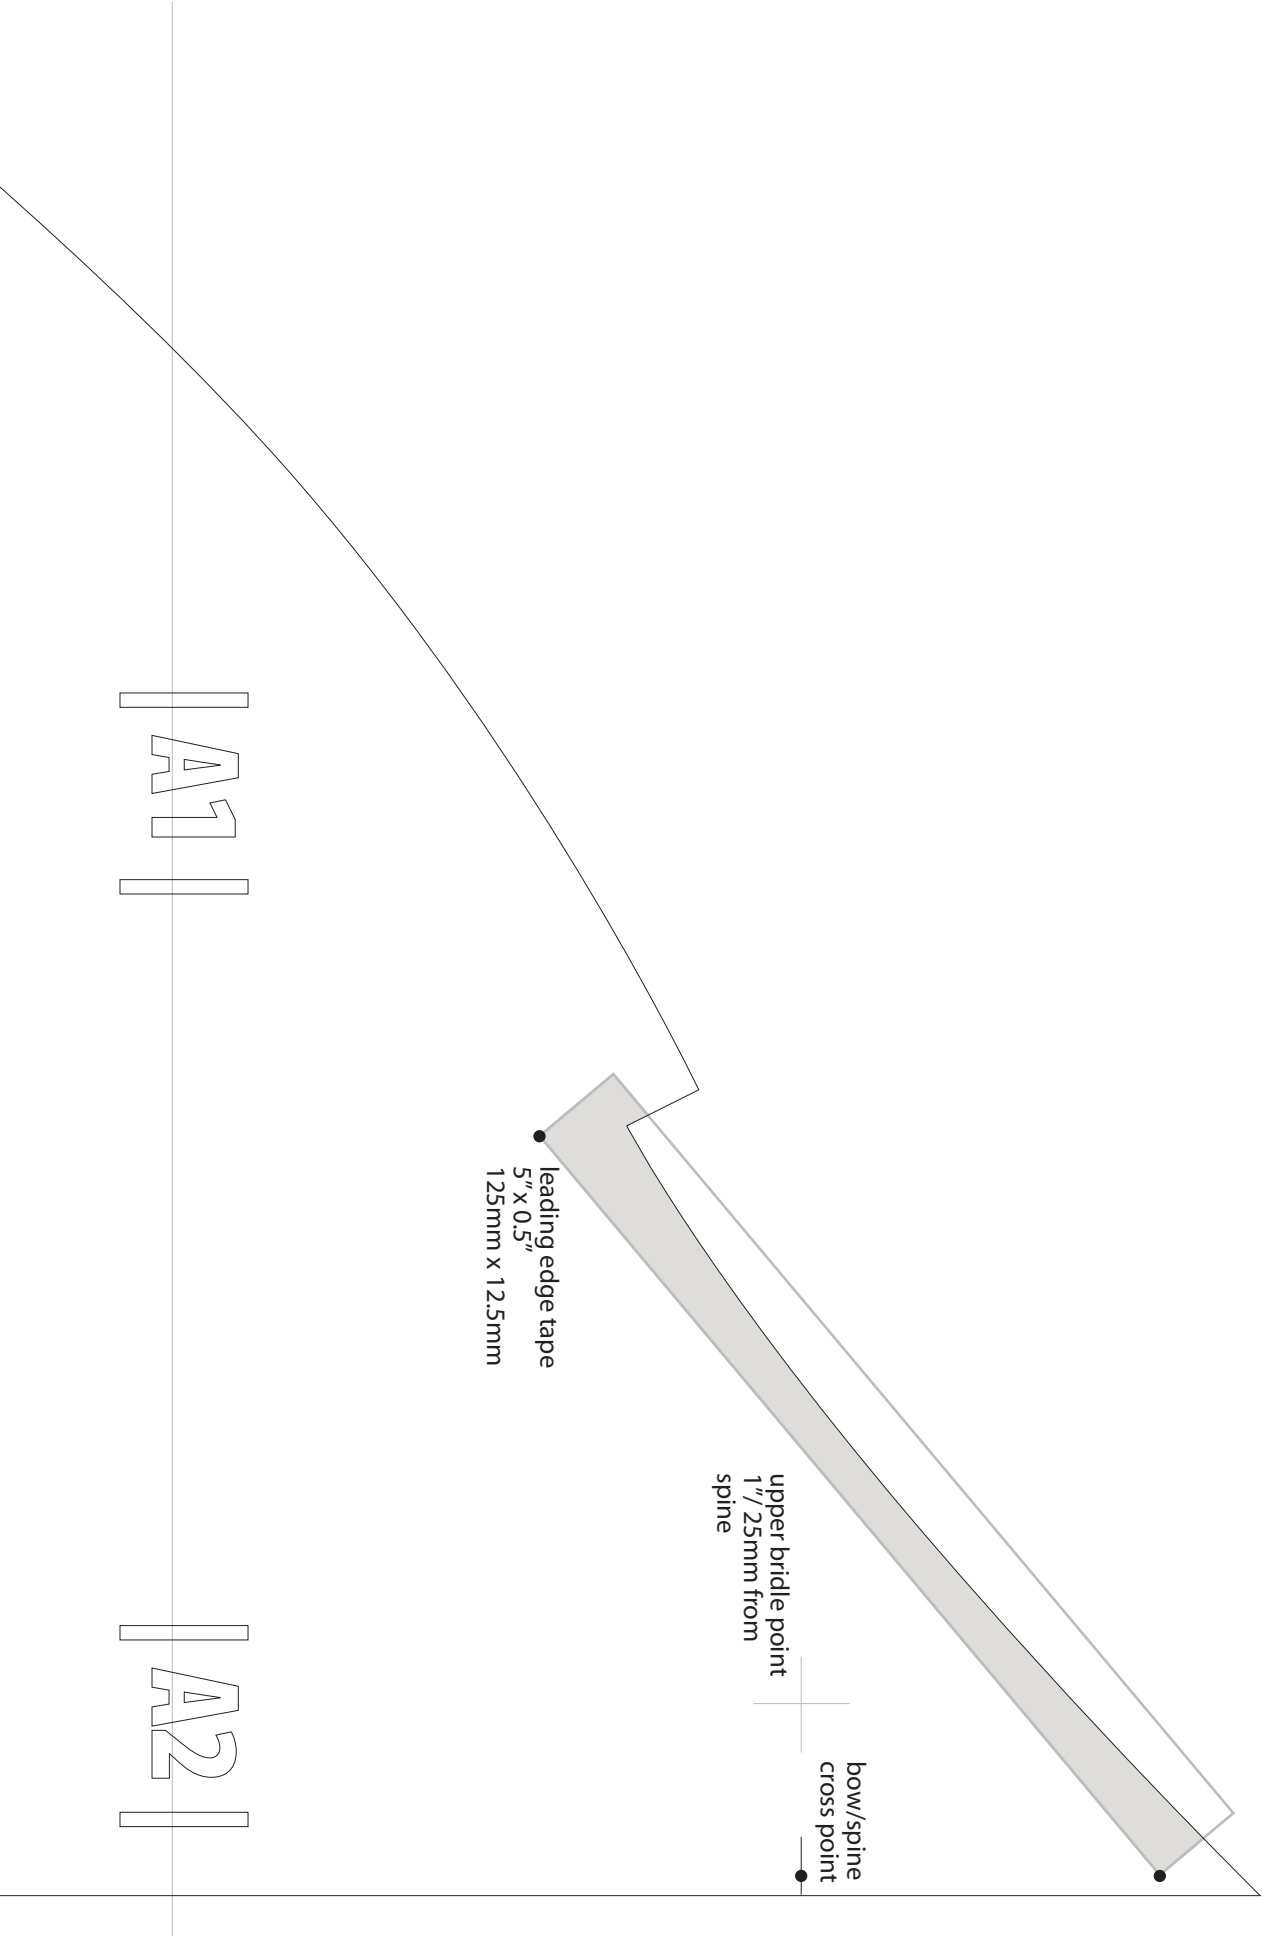 | A1 |
| A2 |
leading edge tape
5” x 0.5”
125mm x 12.5mm
upper bridle point
1”/ 25mm from
spine
bow/spine
cross point